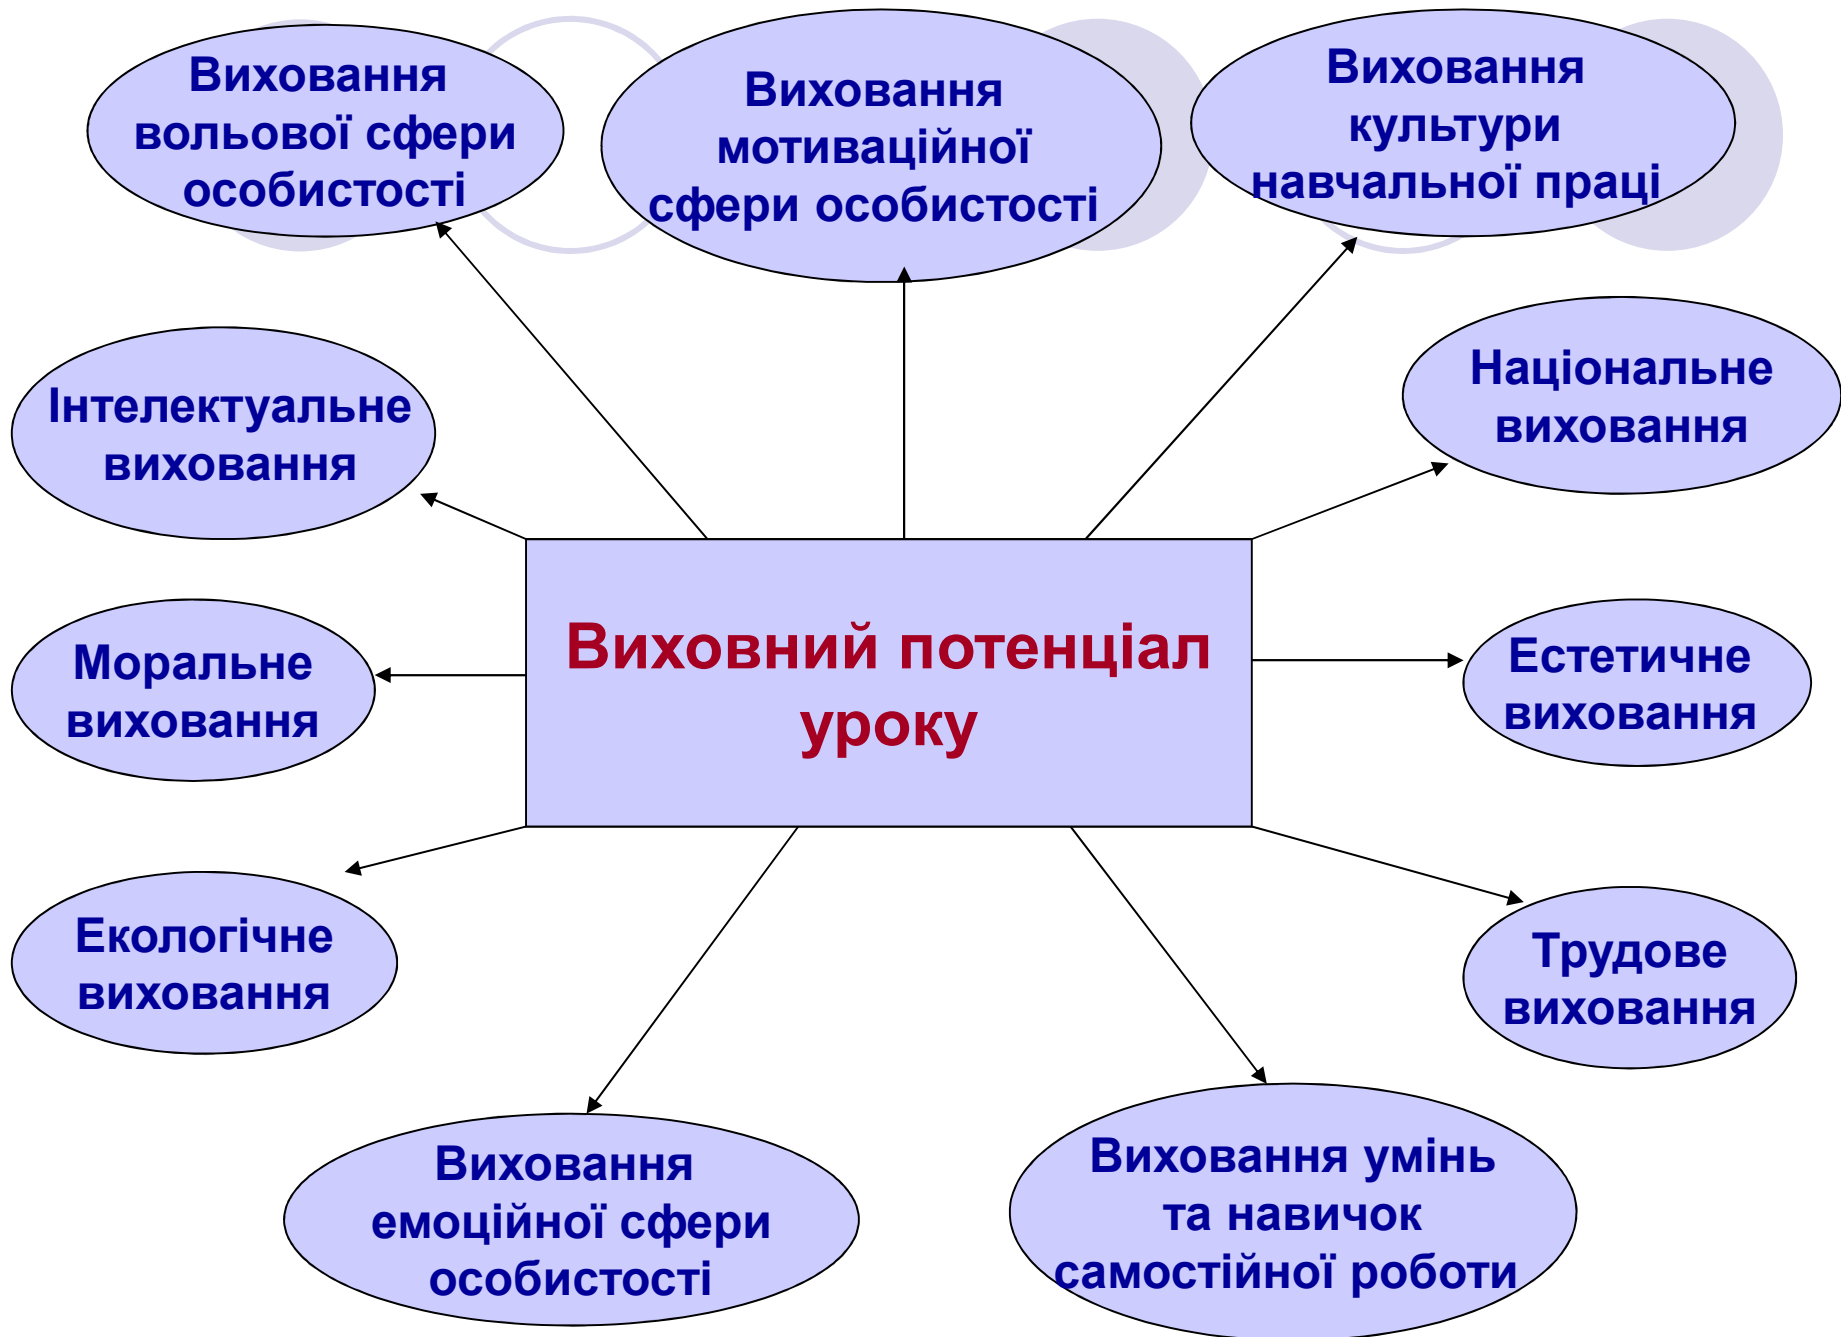 Виховання
вольової сфери
особистості
Виховання
мотиваційної
сфери особистості
Виховання
культури
навчальної праці
Інтелектуальне
виховання
Національне
виховання
Моральне
виховання
Виховний потенціал
уроку
Естетичне
виховання
Екологічне
виховання
Трудове
виховання
Виховання
емоційної сфери
особистості
Виховання умінь
та навичок
самостійної роботи